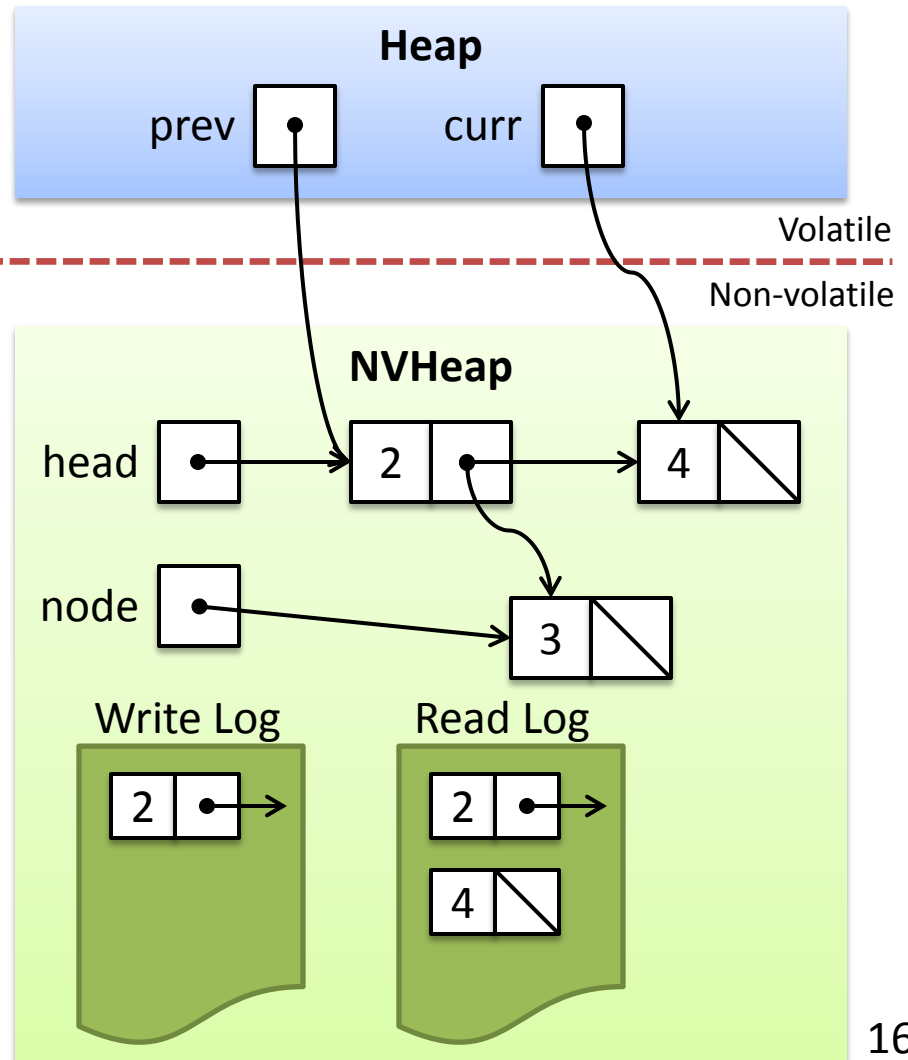 Heap
prev curr
Volatile
Non-volatile
NVHeap
head 2 4
node 3
Write Log Read Log
2 2
4
16